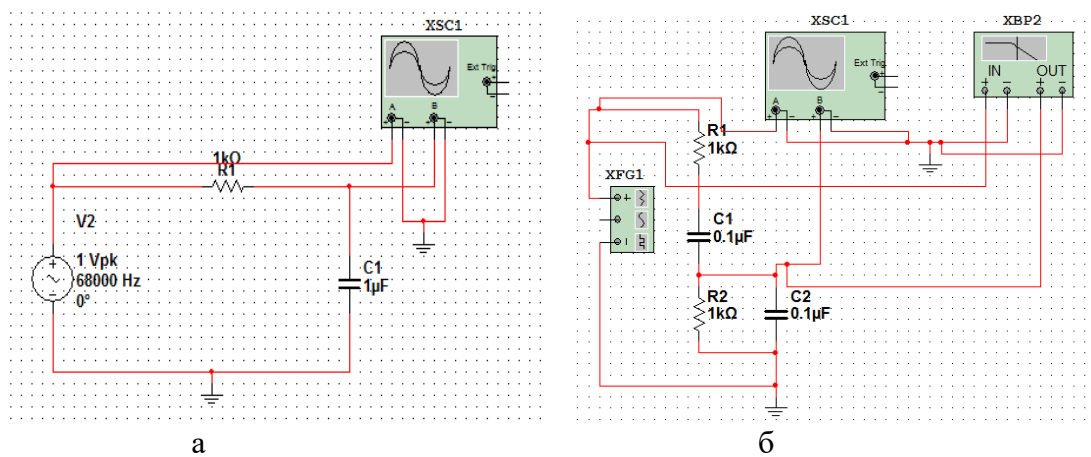 XSC1
Ext Trig
+
-
A
B
+ - + -
1kΩ
R1
V2
1 Vpk
68000 Hz
0°
+
-
C1
1µF
а
XSC1
Ext Trig
+
-
A
B
+ - + -
XBP2
IN OUT
+ - + -
R1
1kΩ
XFG1
C1
0.1µF
R2
1kΩ
C2
0.1µF
б